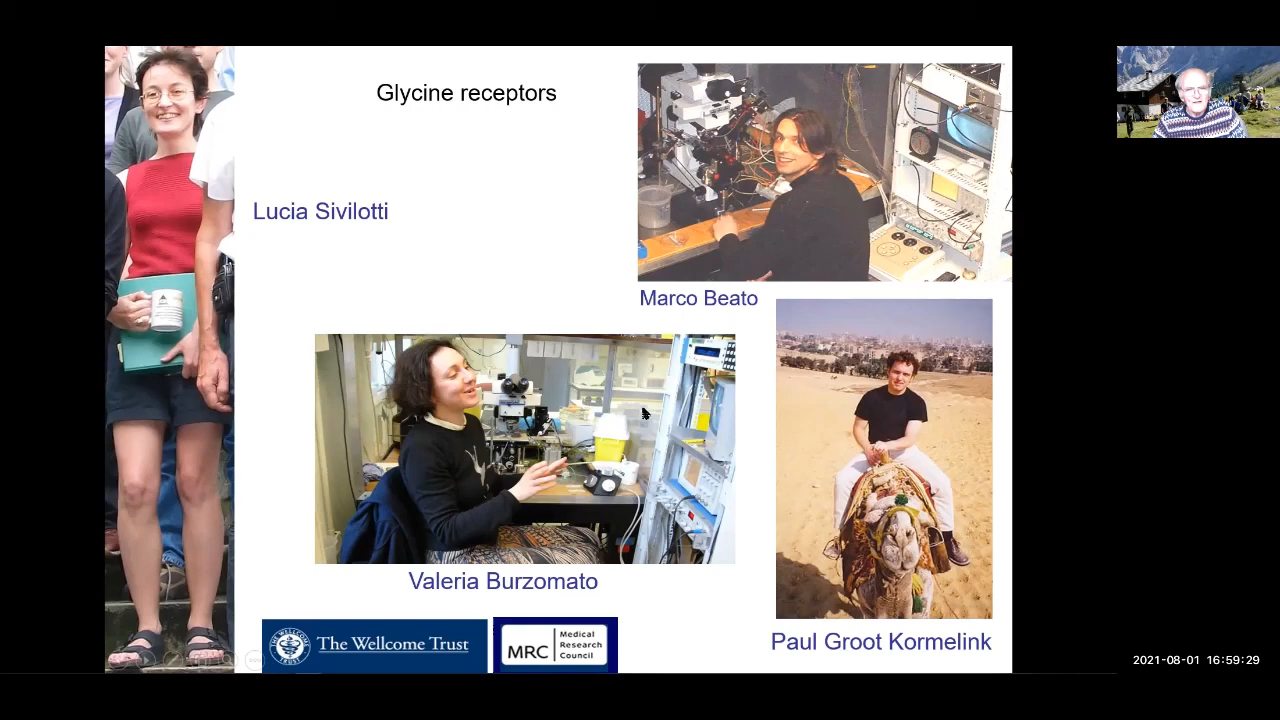 Glycine receptors
Lucia Sivilotti
Marco Beato
Valeria Burzomato
Paul Groot Kormelink
The Wellcome Trust
MRC
Medical
Research
Council
2021-08-01 16:59:29